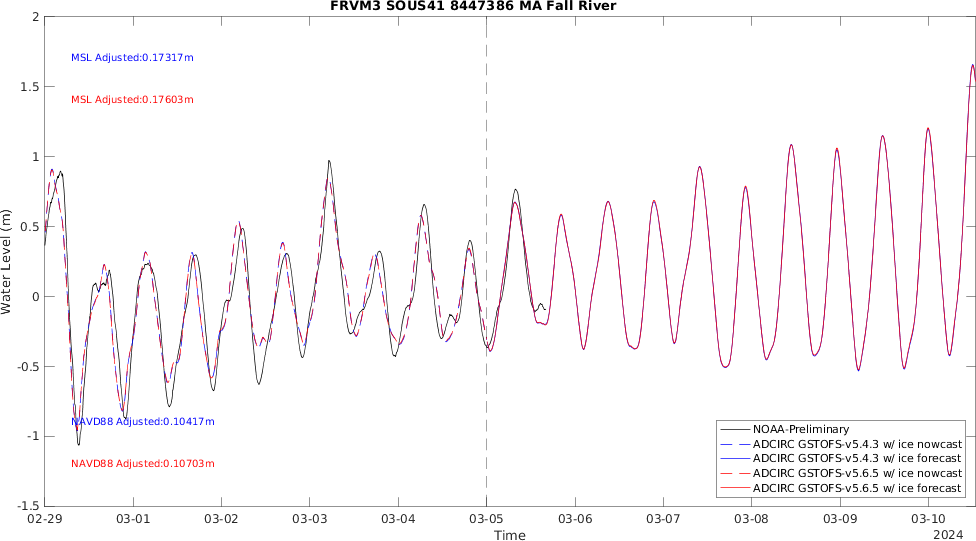 FRVM3 SOUS41 8447386 MA Fall River
2
1.5
1
0.5
0
-0.5
-1
-1.5
Water Level (m)
MSL Adjusted:0.17317m
MSL Adjusted:0.17603m
NAVD88 Adjusted:0.10417m
NAVD88 Adjusted:0.10703m
NOAA-Preliminary
ADCIRC GSTOFS-v5.4.3 w/ ice nowcast
ADCIRC GSTOFS-v5.4.3 w/ ice forecast
ADCIRC GSTOFS-v5.6.5 w/ ice nowcast
ADCIRC GSTOFS-v5.6.5 w/ ice forecast
02-29 03-01 03-02 03-03 03-04 03-05 03-06 03-07 03-08 03-09 03-10
Time
2024